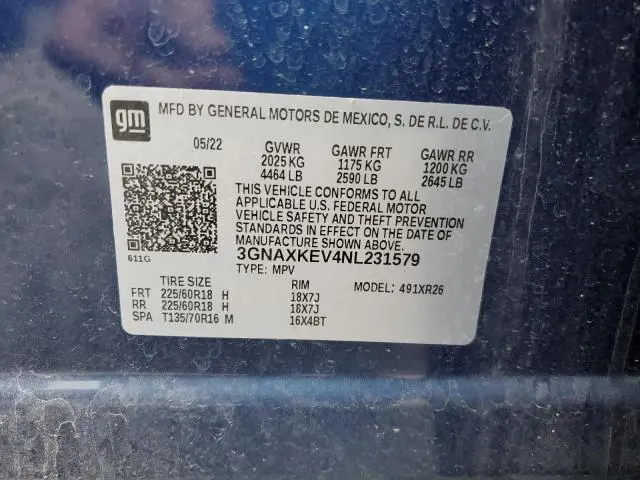 gm
MFD BY GENERAL MOTORS DE MEXICO, S. DE R.L. DE C.V.
05/22 GVWR GAWR FRT GAWR RR
2025 KG 1175 KG 1200 KG
4464 LB 2590 LB 2645 LB
THIS VEHICLE CONFORMS TO ALL
APPLICABLE U.S. FEDERAL MOTOR
VEHICLE SAFETY AND THEFT PREVENTION
STANDARDS IN EFFECT ON THE DATE OF
MANUFACTURE SHOWN ABOVE.
611G 3GNAXKEV4NL231579
TYPE: MPV MODEL: 491XR26
TIRE SIZE RIM
FRT 225/60R18 H 18X7J
RR 225/60R18 H 18X7J
SPA T135/70R16 M 16X4BT